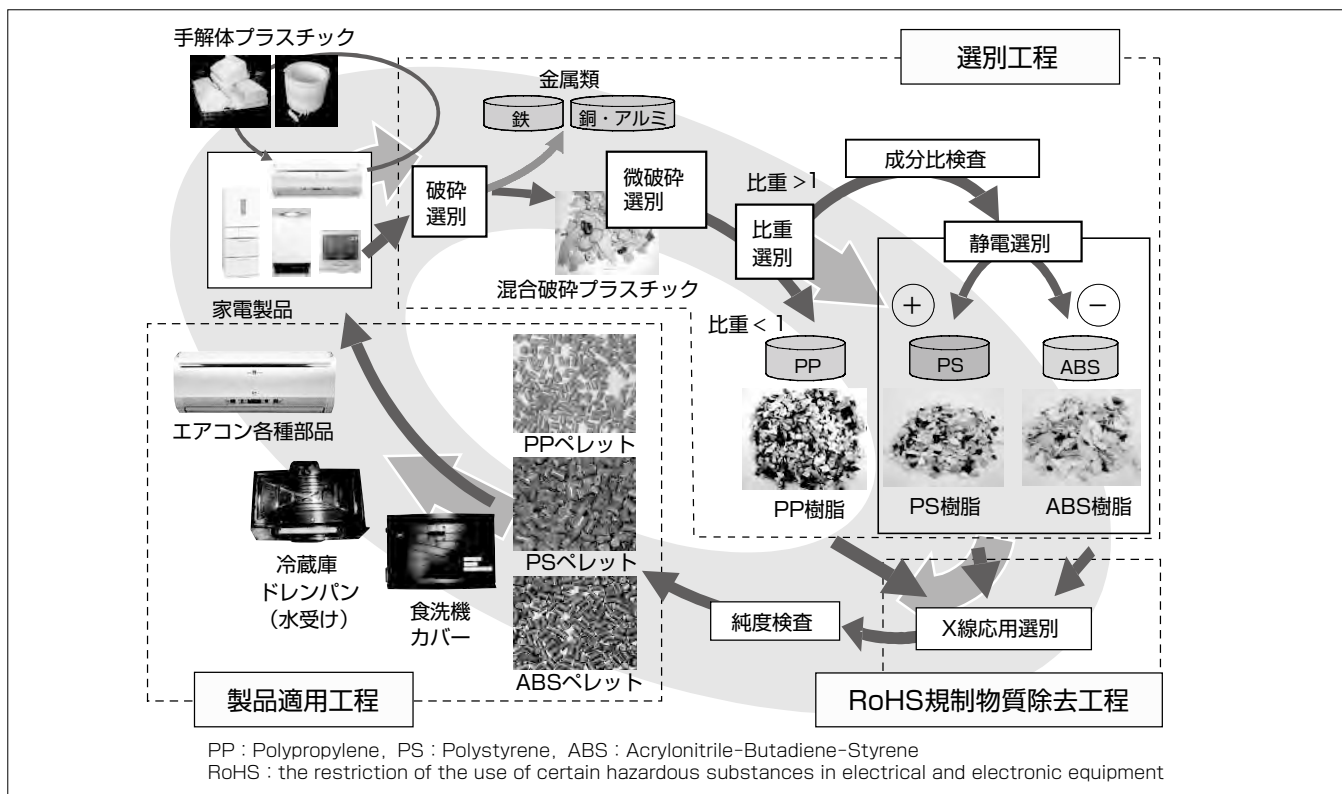 手解体プラスチック
選別工程
金属類
鉄
銅・アルミ
成分比検査
破砕
選別
微破砕
選別
比重>1
比重
選別
静電選別
混合破砕プラスチック
家電製品
比重<1
+
−
PP
PS
ABS
PP樹脂
PS樹脂
ABS樹脂
エアコン各種部品
PPペレット
冷蔵庫
ドレンパン
(水受け)
食洗機
カバー
PSペレット
ABSペレット
純度検査
X線応用選別
製品適用工程
RoHS規制物質除去工程
PP:Polypropylene, PS:Polystyrene, ABS:Acrylonitrile-Butadiene-Styrene
RoHS:the restriction of the use of certain hazardous substances in electrical and electronic equipment